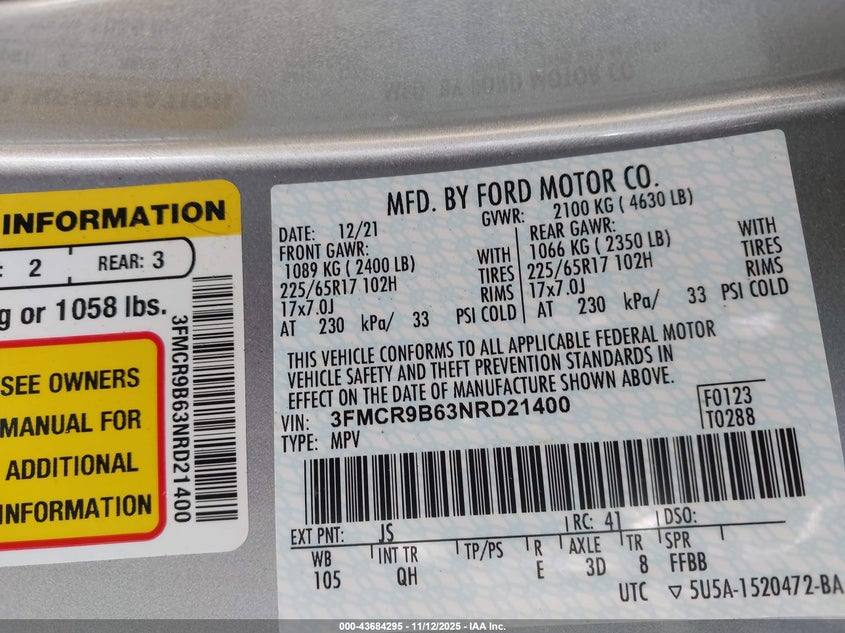 INFORMATION
: 2 REAR: 3
g or 1058 lbs.
SEE OWNERS
MANUAL FOR
ADDITIONAL
INFORMATION
3FMCR9B63NRD21400
MFD. BY FORD MOTOR CO.
DATE: 12/21 GVWR: 2100 KG ( 4630 LB)
FRONT GAWR:
1089 KG ( 2400 LB) WITH
225/65R17 102H TIRES
17x7.0J RIMS
AT 230 kPa/ 33 PSI COLD
REAR GAWR:
1066 KG ( 2350 LB) WITH
225/65R17 102H TIRES
17x7.0J RIMS
AT 230 kPa/ 33 PSI COLD
THIS VEHICLE CONFORMS TO ALL APPLICABLE FEDERAL MOTOR
VEHICLE SAFETY AND THEFT PREVENTION STANDARDS IN
EFFECT ON THE DATE OF MANUFACTURE SHOWN ABOVE.
VIN: 3FMCR9B63NRD21400
TYPE: MPV
F0123
T0288
EXT PNT: JS RC: 41 DSO:
WB INT TR TP/PS R AXLE TR SPR
105 QH E 3D 8 FFBB
UTC ▽ 5U5A-1520472-BA
000-43684295 - 11/12/2025 - IAA Inc.